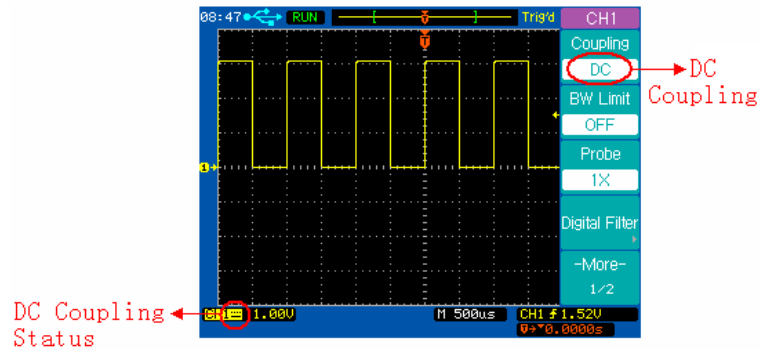 08:47 RUN T Trig'd CH1
Coupling
DC
DC
Coupling
BW Limit
OFF
Probe
1X
Digital Filter
-More-
1/2
1
T
DC Coupling
Status
CH1 1.00V M 500us CH1 1.52V
0.0000s